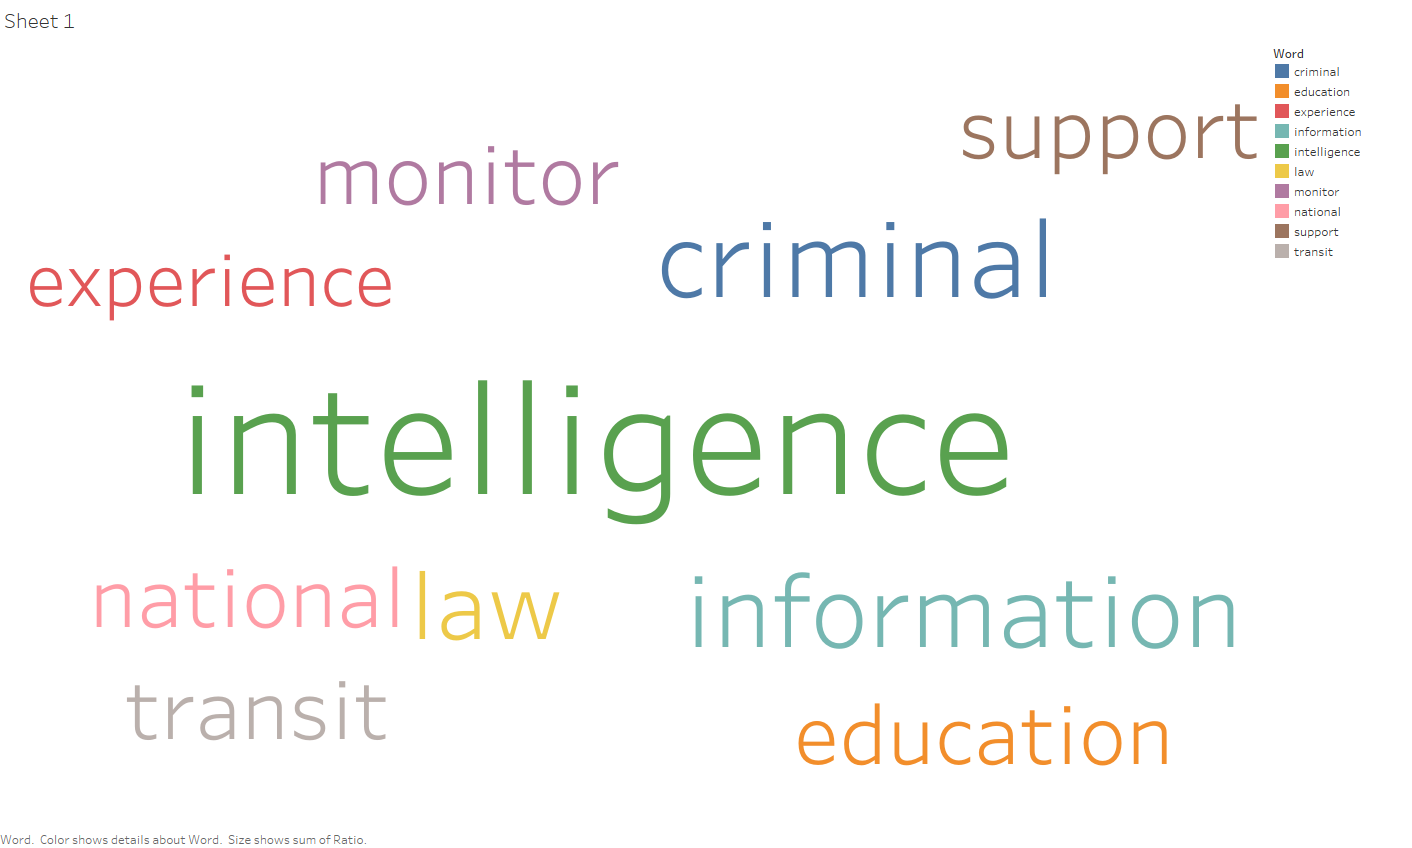 Sheet 1
Word
criminal
education
experience
information
intelligence
law
monitor
national
support
transit
support
monitor
criminal
experience
intelligence
national
law
information
transit
education
Word. Color shows details about Word. Size shows sum of Ratio.